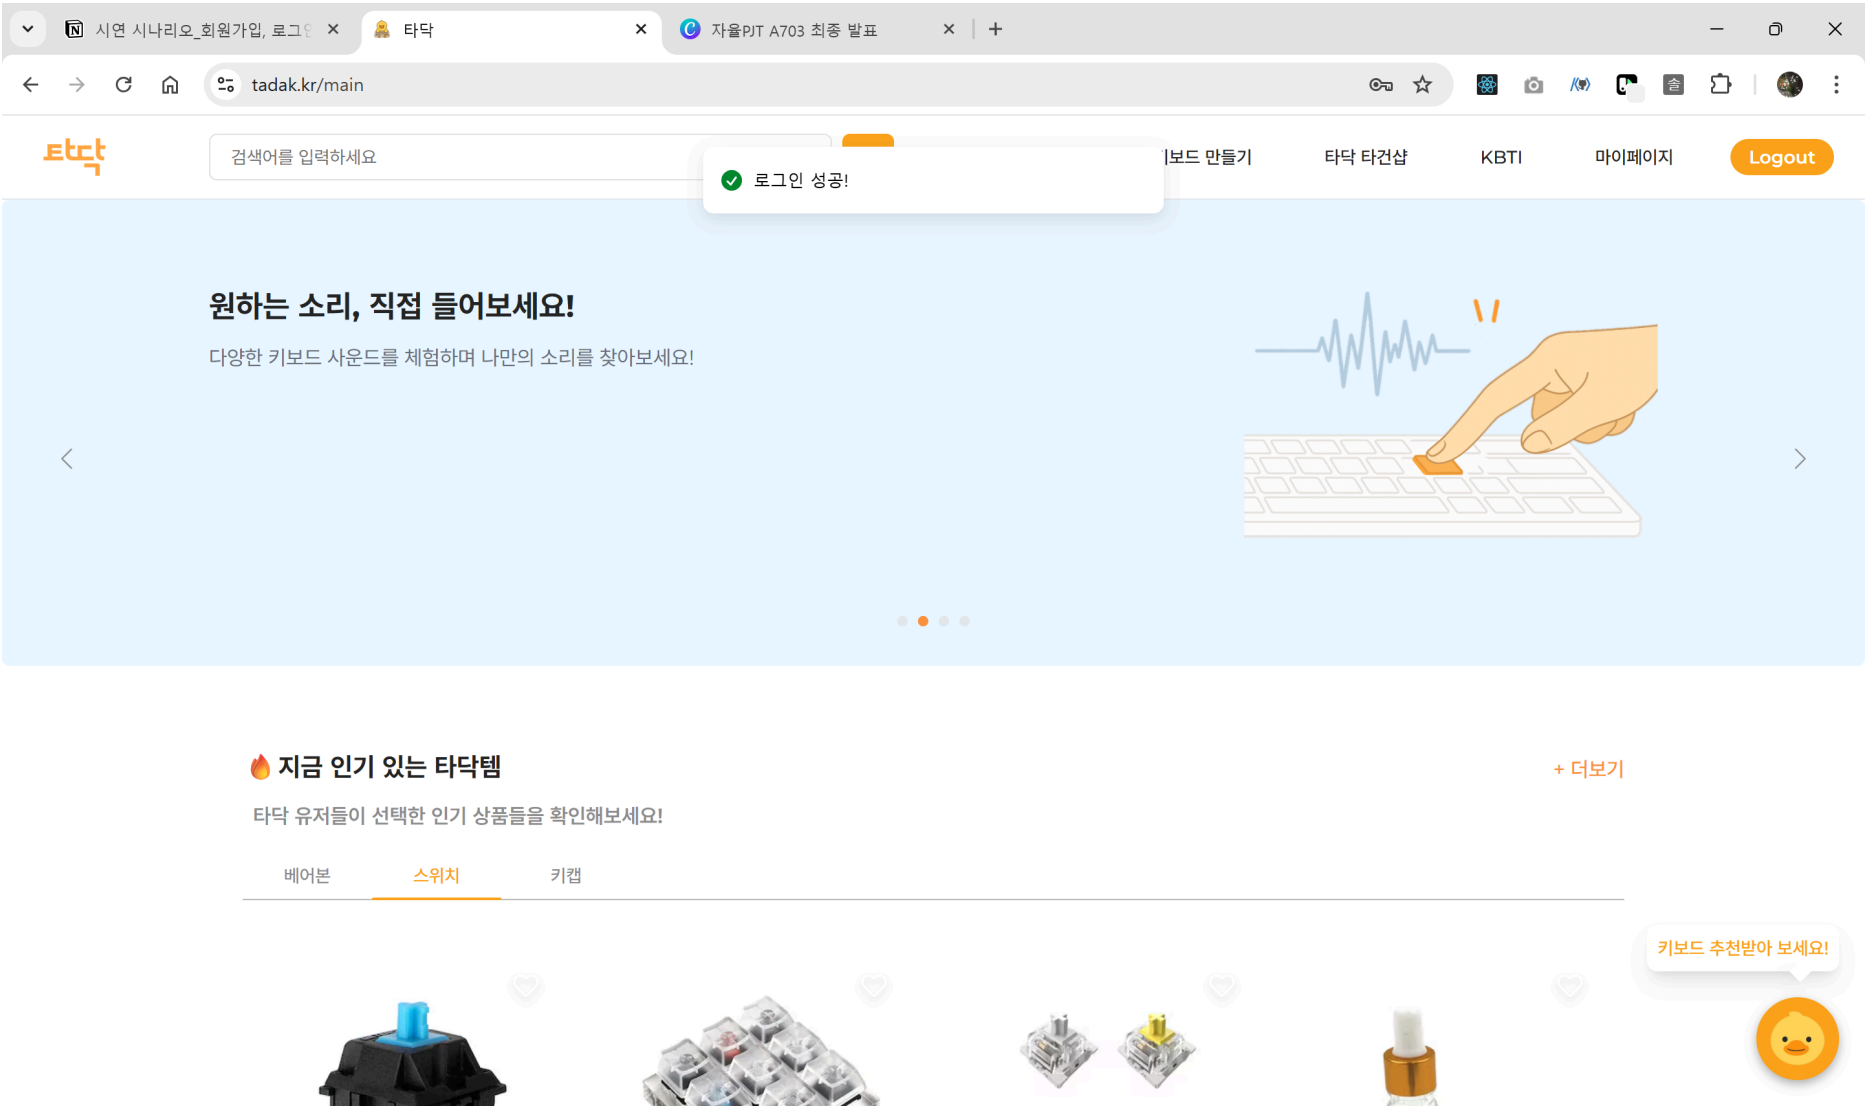 시연 시나리오_회원가입, 로그인
타닥
자율PJT A703 최종 발표
tadak.kr/main
솔
타닥
검색어를 입력하세요
로그인 성공!
키보드 만들기
타닥 타건샵
KBTI
마이페이지
Logout
원하는 소리, 직접 들어보세요!
다양한 키보드 사운드를 체험하며 나만의 소리를 찾아보세요!
지금 인기 있는 타닥템
+ 더보기
타닥 유저들이 선택한 인기 상품들을 확인해보세요!
베어본
스위치
키캡
키보드 추천받아 보세요!